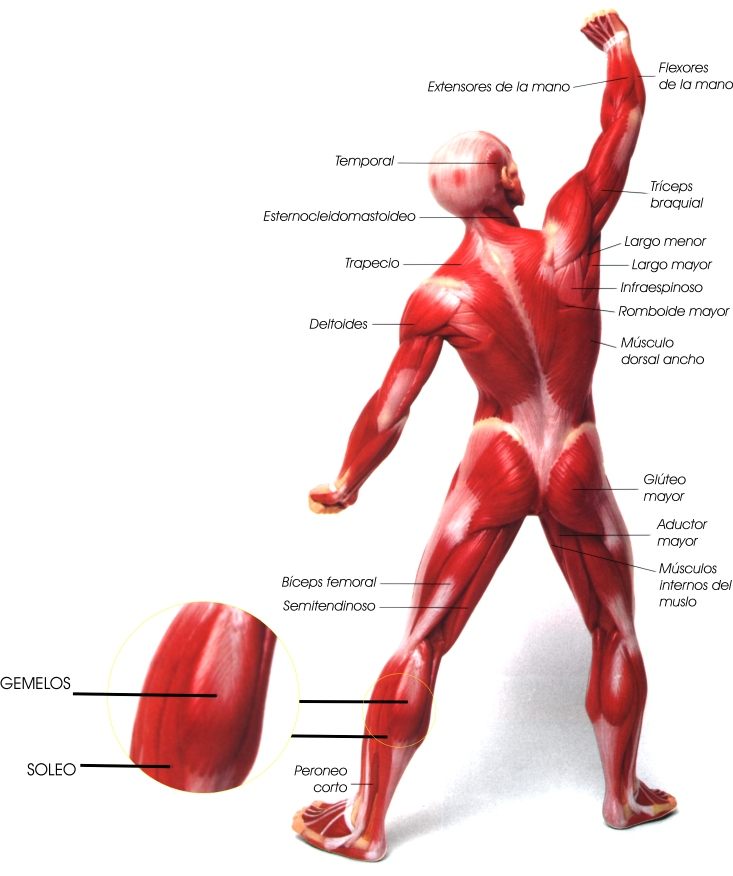 Flexores
de la mano
Extensores de la mano
Temporal
Tríceps
braquial
Esternocleidomastoideo
Largo menor
Trapecio
Largo mayor
Infraespinoso
Romboide mayor
Deltoides
Músculo
dorsal ancho
Glúteo
mayor
Aductor
mayor
Músculos
internos del
muslo
Bíceps femoral
Semitendinoso
GEMELOS
SOLEO
Peroneo
corto